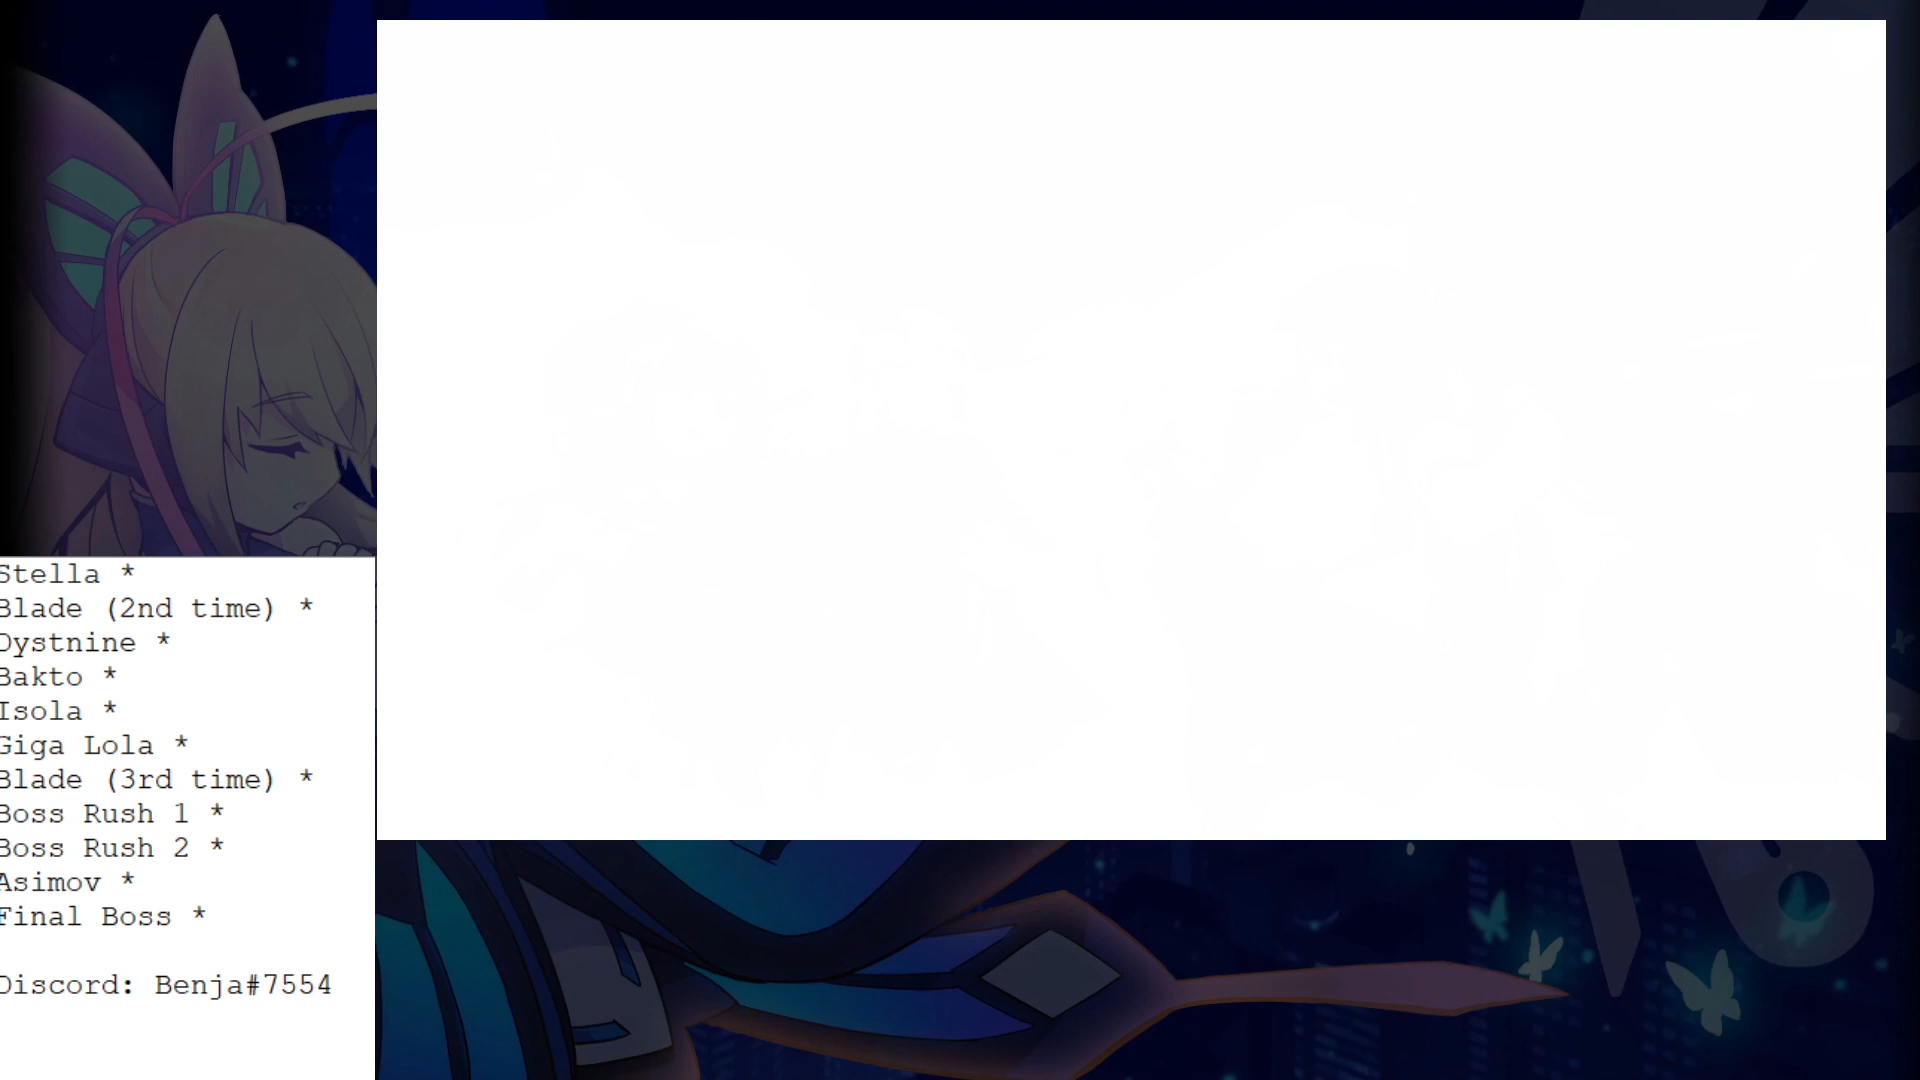 Stella *
Blade (2nd time) *
Dystnine *
Bakto *
Isola *
Giga Lola *
Blade (3rd time) *
Boss Rush 1 *
Boss Rush 2 *
Asimov *
Final Boss *
Discord: Benja#7554